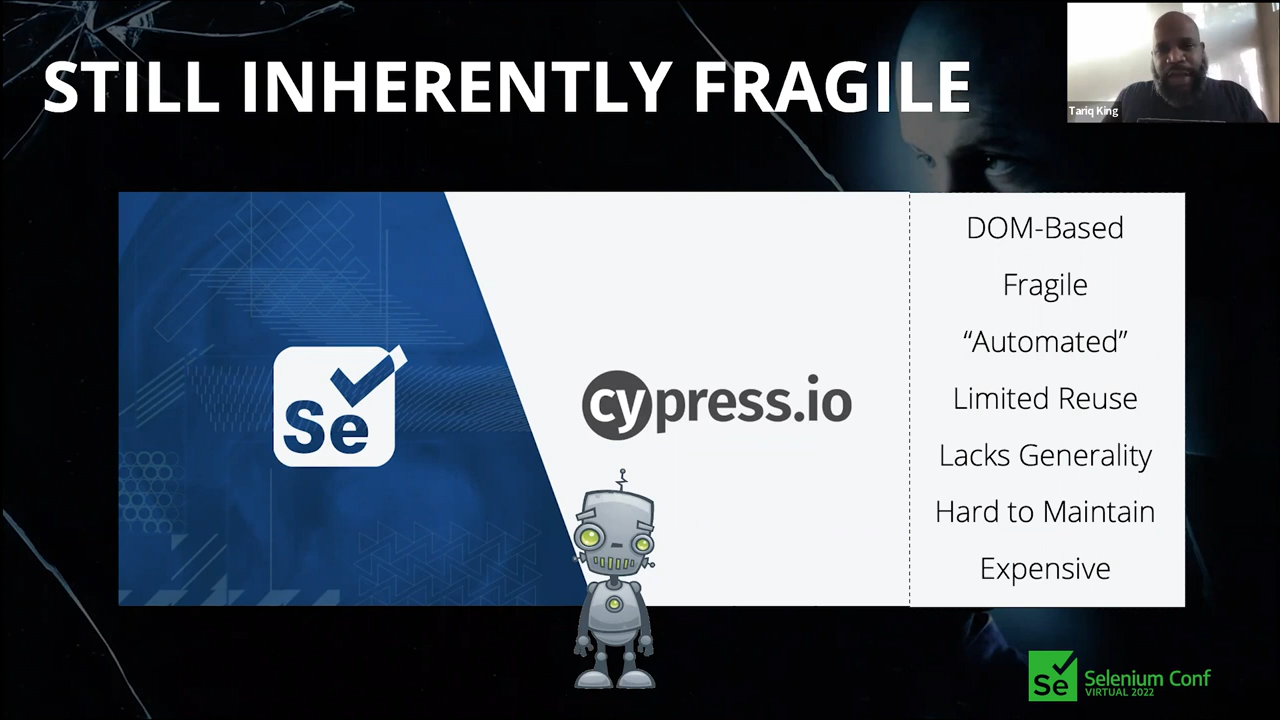 STILL INHERENTLY FRAGILE
Tariq King
Se
cypress.io
DOM-Based
Fragile
“Automated”
Limited Reuse
Lacks Generality
Hard to Maintain
Expensive
Se
Selenium Conf
VIRTUAL 2022